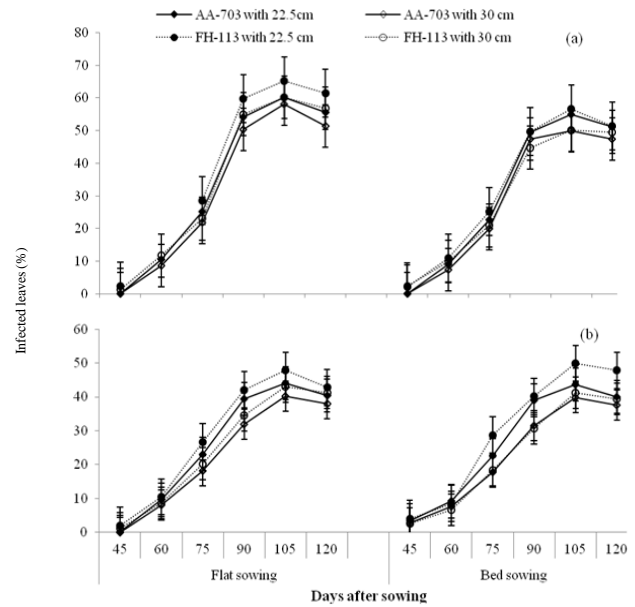 AA-703 with 22.5cm AA-703 with 30 cm
FH-113 with 22.5 cm FH-113 with 30 cm
(a)
80
70
60
50
40
30
20
10
0
Infected leaves (%)
(b)
60
50
40
30
20
10
0
45 60 75 90 105 120 45 60 75 90 105 120
Flat sowing Bed sowing
Days after sowing